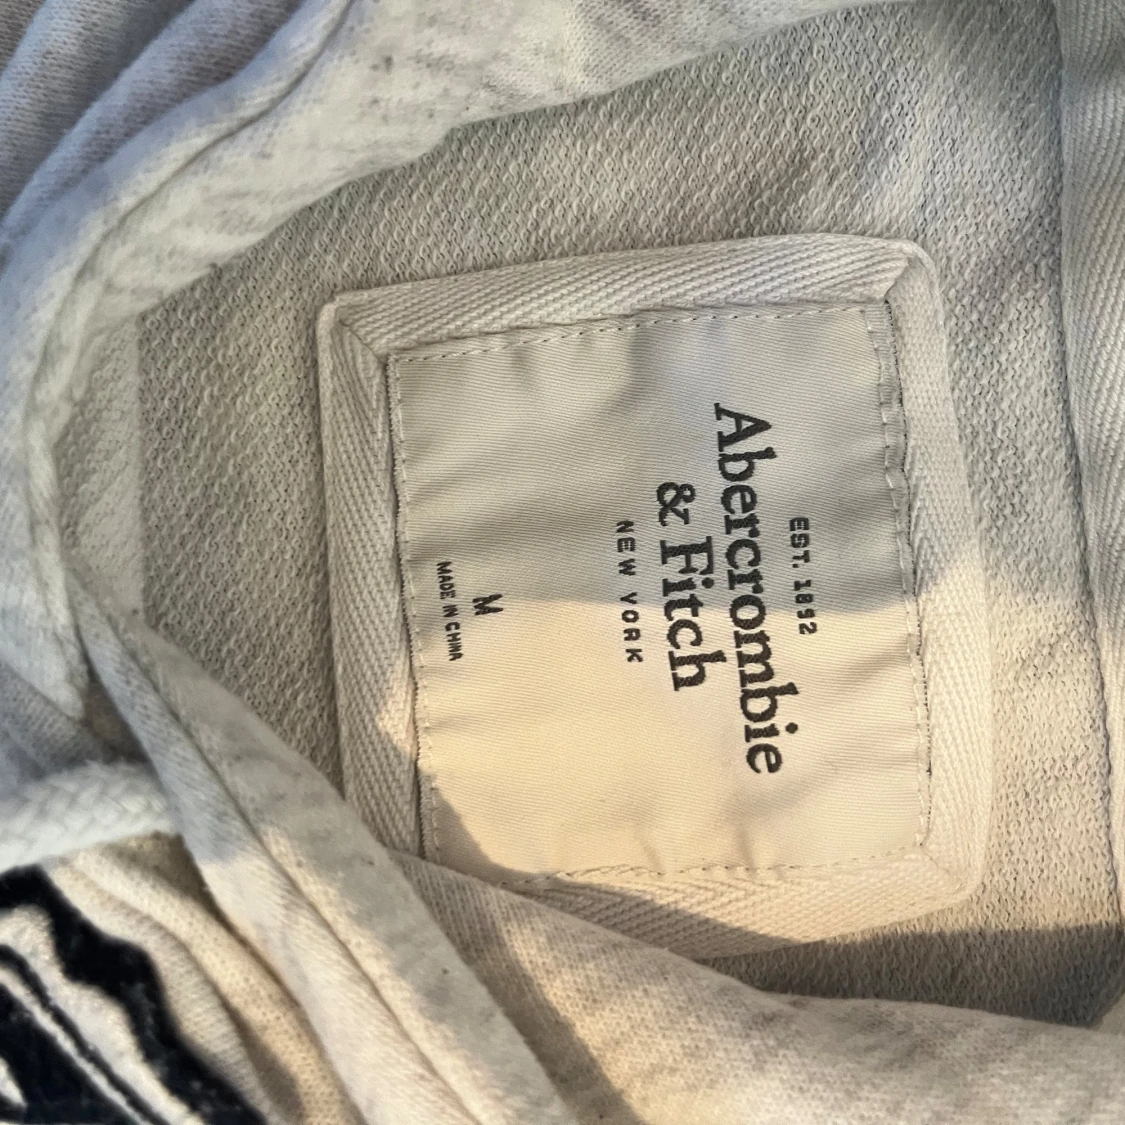 EST. 1892
Abercrombie
& Fitch
NEW YORK
M
MADE IN CHINA